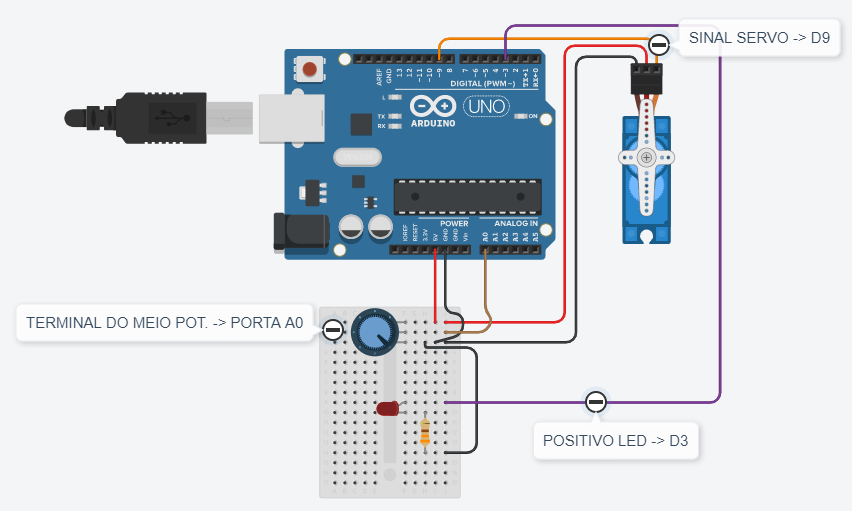 SINAL SERVO -> D9
AREF
GND
13
12
~11
~10
~9
8
7
~6
~5
4
~3
2
TX→1
RX←0
DIGITAL (PWM~)
L
TX
RX
UNO
ARDUINO
ON
POWER
ANALOG IN
IOREF
RESET
3.3V
5V
GND
GND
Vin
A0
A1
A2
A3
A4
A5
TERMINAL DO MEIO POT. -> PORTA A0
POSITIVO LED -> D3